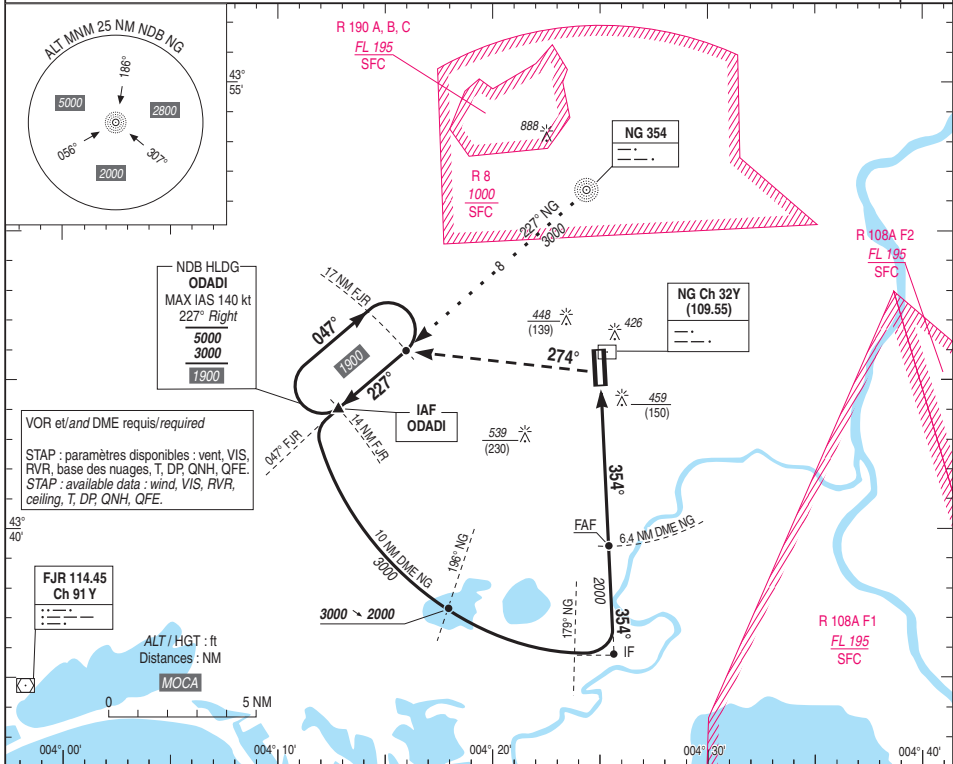 ALT MNM 25 NM NDB NG
186°
5000
2800
056°
307°
2000
43°
55'
R 190 A, B, C
FL 195
SFC
888
NG 354
R 8
1000
SFC
227° NG
3000
8
R 108A F2
FL 195
SFC
NDB HLDG
ODADI
MAX IAS 140 kt
227° Right
5000
3000
1900
17 NM FJR
047°
1900
227°
NG Ch 32Y
(109.55)
448
(139)
426
274°
459
(150)
IAF
ODADI
14 NM FJR
047° FJR
539
(230)
VOR et/and DME requis/required
STAP : paramètres disponibles : vent, VIS,
RVR, base des nuages, T, DP, QNH, QFE.
STAP : available data : wind, VIS, RVR,
ceiling, T, DP, QNH, QFE.
354°
43°
40'
FAF
6.4 NM DME NG
10 NM DME NG
3000
196° NG
2000
FJR 114.45
Ch 91 Y
3000 ➘ 2000
179° NG
354°
IF
R 108A F1
FL 195
SFC
ALT / HGT : ft
Distances : NM
MOCA
0
5 NM
004° 00'
004° 10'
004° 20'
004° 30'
004° 40'